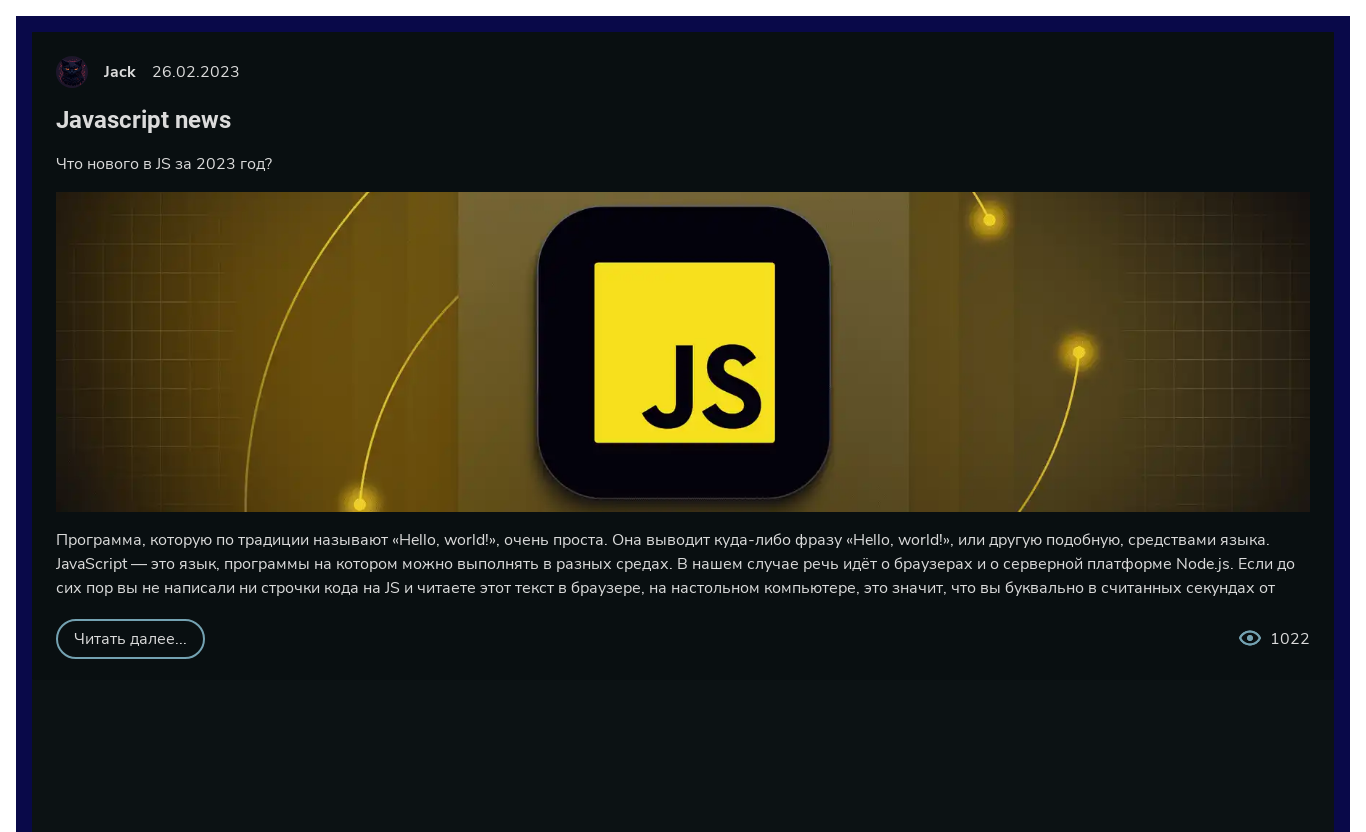 Jack 26.02.2023
Javascript news
Что нового в JS за 2023 год?
JS
Программа, которую по традиции называют «Hello, world!», очень проста. Она выводит куда-либо фразу «Hello, world!», или другую подобную, средствами языка.
JavaScript — это язык, программы на котором можно выполнять в разных средах. В нашем случае речь идёт о браузерах и о серверной платформе Node.js. Если до
сих пор вы не написали ни строчки кода на JS и читаете этот текст в браузере, на настольном компьютере, это значит, что вы буквально в считанных секундах от
Читать далее... 1022